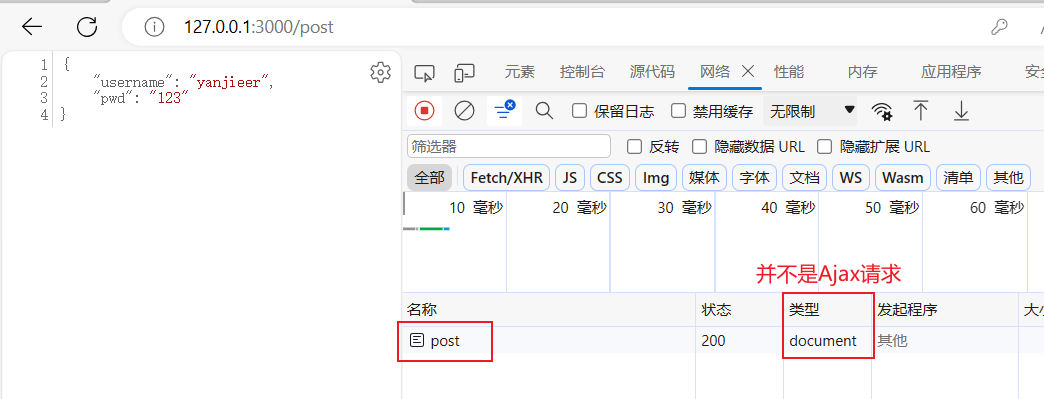 127.0.0.1:3000/post
1 {
2 "username": "yanjieer",
3 "pwd": "123"
4 }
元素 控制台 源代码 网络 性能 内存 应用程序 安
保留日志 禁用缓存 无限制
筛选器 反转 隐藏数据 URL 隐藏扩展 URL
全部 Fetch/XHR JS CSS Img 媒体 字体 文档 WS Wasm 清单 其他
10 毫秒 20 毫秒 30 毫秒 40 毫秒 50 毫秒 60 毫秒
并不是Ajax请求
名称 状态 类型 发起程序 大
post 200 document 其他